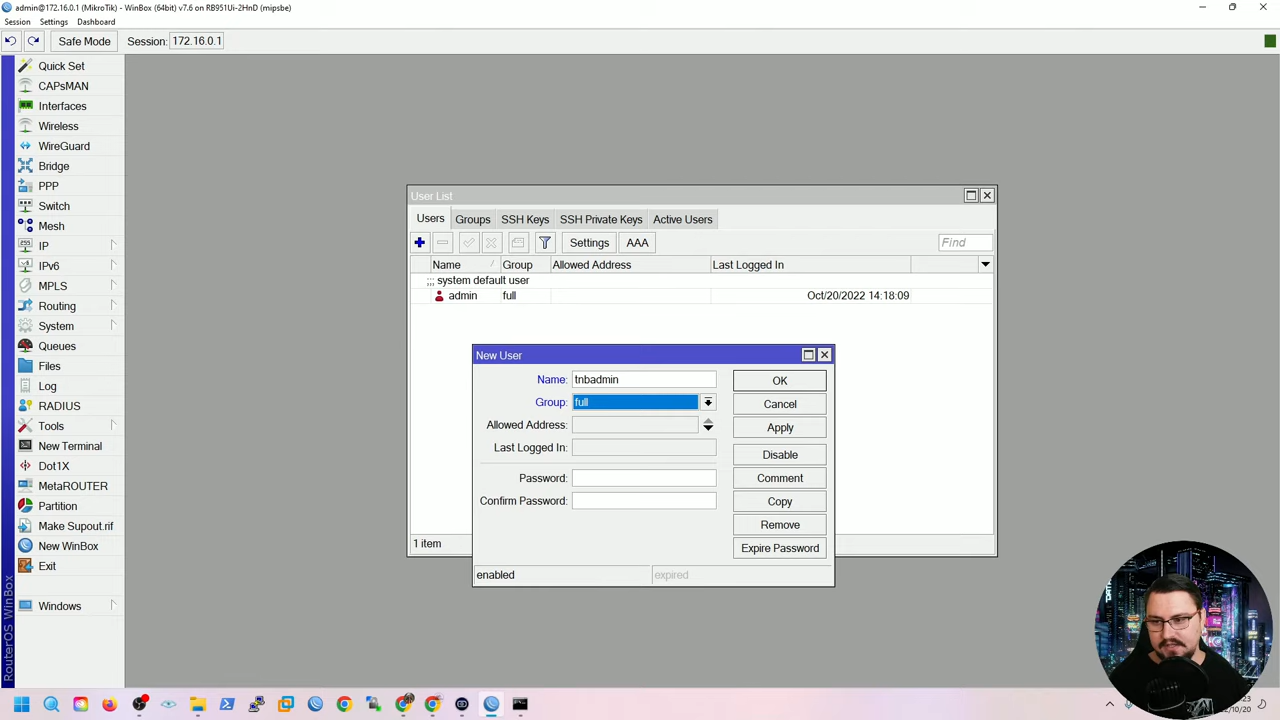 admin@172.16.0.1 (MikroTik) - WinBox (64bit) v7.6 on RB951Ui-2HnD (mipsbe)
Session Settings Dashboard
Safe Mode Session: 172.16.0.1
Quick Set
CAPsMAN
Interfaces
Wireless
WireGuard
Bridge
PPP
Switch
Mesh
IP
IPv6
MPLS
Routing
System
Queues
Files
Log
RADIUS
Tools
New Terminal
Dot1X
MetaROUTER
Partition
Make Supout.rif
New WinBox
Exit
Windows
RouterOS WinBox
User List
Users Groups SSH Keys SSH Private Keys Active Users
Settings AAA Find
Name Group Allowed Address Last Logged In
;;; system default user
admin full Oct/20/2022 14:18:09
1 item
New User
Name: tnbadmin
Group: full
Allowed Address:
Last Logged In:
Password:
Confirm Password:
OK
Cancel
Apply
Disable
Comment
Copy
Remove
Expire Password
enabled expired